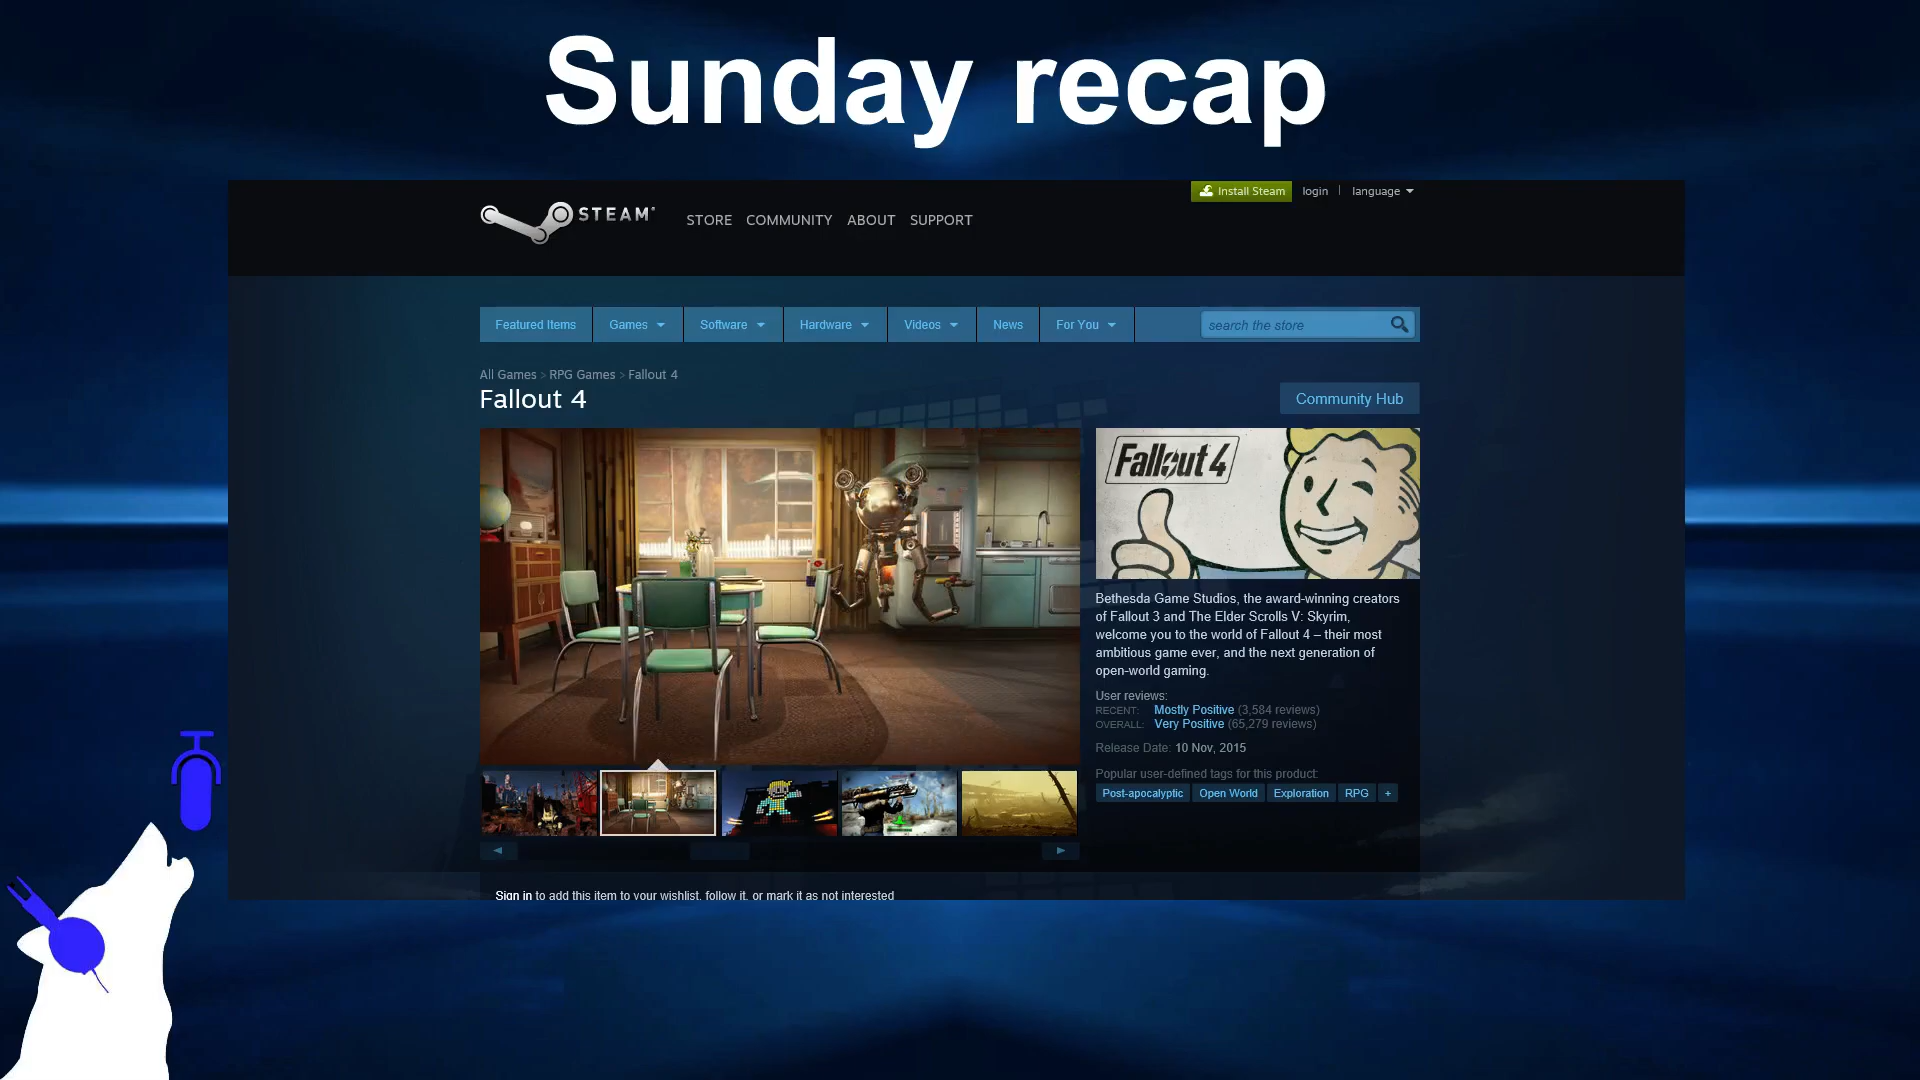 Sunday recap
Install Steam login language
STEAM
STORE COMMUNITY ABOUT SUPPORT
Featured Items Games Software Hardware Videos News For You search the store
All Games > RPG Games > Fallout 4
Fallout 4
Community Hub
Fallout 4
Bethesda Game Studios, the award-winning creators
of Fallout 3 and The Elder Scrolls V: Skyrim,
welcome you to the world of Fallout 4 – their most
ambitious game ever, and the next generation of
open-world gaming.
User reviews:
RECENT: Mostly Positive (3,584 reviews)
OVERALL: Very Positive (65,279 reviews)
Release Date: 10 Nov, 2015
Popular user-defined tags for this product:
Post-apocalyptic Open World Exploration RPG +
Sign in to add this item to your wishlist, follow it, or mark it as not interested